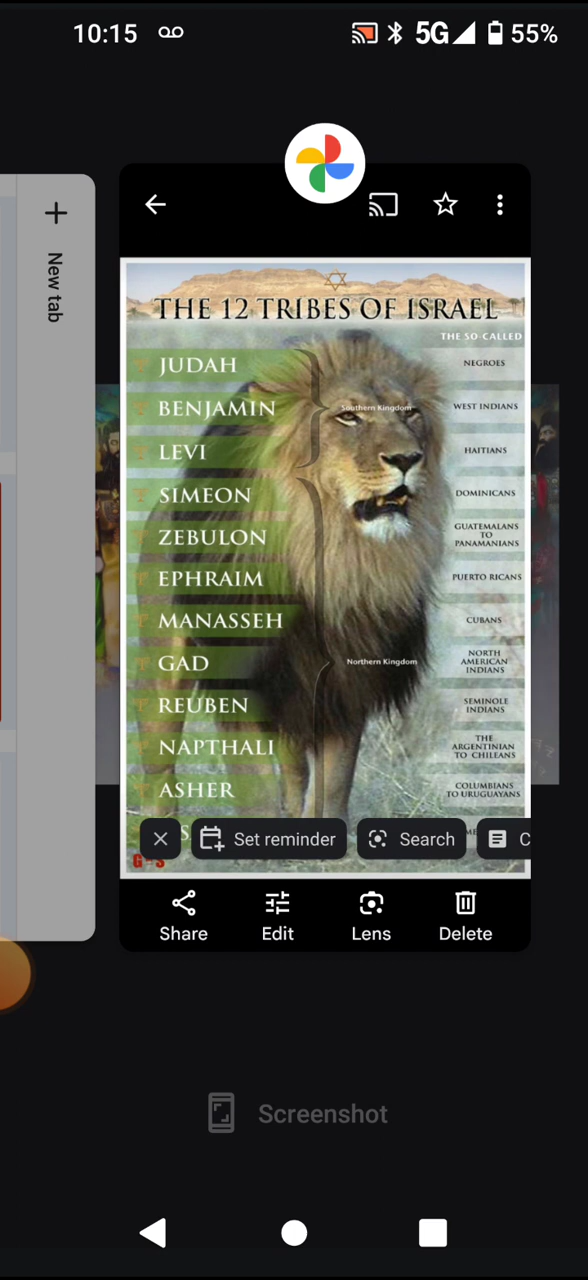 10:15
5G
55%
New tab
THE 12 TRIBES OF ISRAEL
THE SO-CALLED
JUDAH
NEGROES
BENJAMIN
Southern Kingdom
WEST INDIANS
LEVI
HAITIANS
SIMEON
DOMINICANS
ZEBULON
GUATEMALANS
TO
PANAMANIANS
EPHRAIM
PUERTO RICANS
MANASSEH
CUBANS
GAD
Northern Kingdom
NORTH
AMERICAN
INDIANS
REUBEN
SEMINOLE
INDIANS
NAPTHALI
THE
ARGENTINIAN
TO CHILEANS
ASHER
COLUMBIANS
TO URUGUAYANS
Set reminder
Search
Share
Edit
Lens
Delete
Screenshot